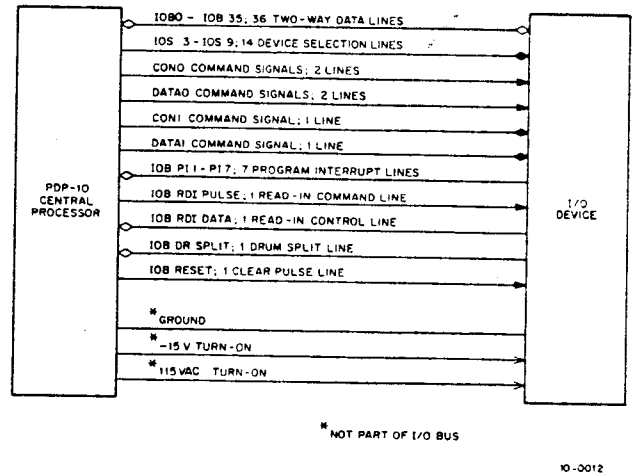 IOB0 - IOB 35; 36 TWO-WAY DATA LINES
IOS 3 - IOS 9; 14 DEVICE SELECTION LINES
CONO COMMAND SIGNALS; 2 LINES
DATAO COMMAND SIGNALS; 2 LINES
CONI COMMAND SIGNAL; 1 LINE
DATAI COMMAND SIGNAL; 1 LINE
IOB PI 1 - PI 7; 7 PROGRAM INTERRUPT LINES
IOB RDI PULSE; 1 READ-IN COMMAND LINE
IOB RDI DATA; 1 READ-IN CONTROL LINE
IOB DR SPLIT; 1 DRUM SPLIT LINE
IOB RESET; 1 CLEAR PULSE LINE
* GROUND
* -15 V TURN-ON
* 115 VAC TURN-ON
PDP-10
CENTRAL
PROCESSOR
I/O
DEVICE
* NOT PART OF I/O BUS
10-0012